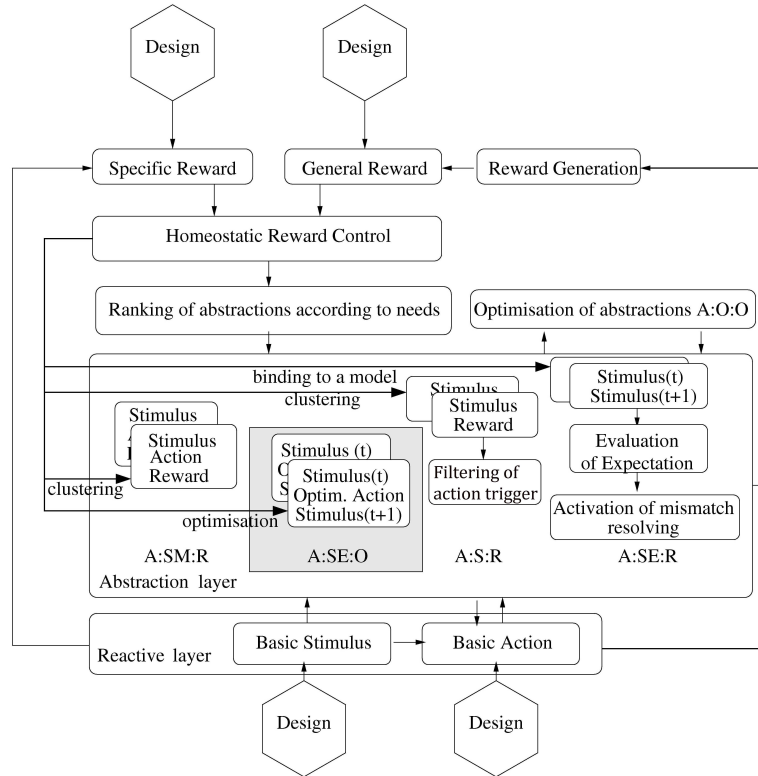 Design
Design
Specific Reward
General Reward
Reward Generation
Homeostatic Reward Control
Ranking of abstractions according to needs
Optimisation of abstractions A:O:O
binding to a model
clustering
Stimulus
Stimulus
Reward
Stimulus(t)
Stimulus(t+1)
Stimulus
Stimulus
Action
Reward
clustering
Stimulus (t)
Stimulus(t)
Optim. Action
Stimulus(t+1)
optimisation
Filtering of
action trigger
Evaluation
of Expectation
Activation of mismatch
resolving
A:SM:R
A:SE:O
A:S:R
A:SE:R
Abstraction layer
Reactive layer
Basic Stimulus
Basic Action
Design
Design